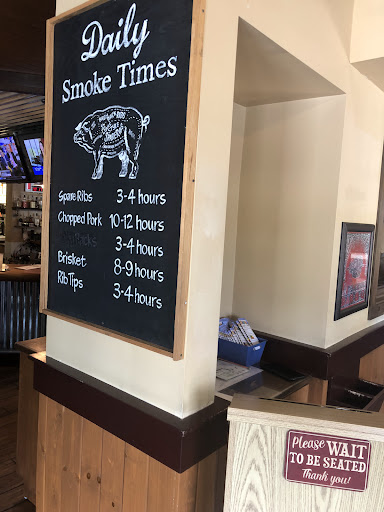 Daily
Smoke Times
Spare Ribs 3-4 hours
Chopped Pork 10-12 hours
3-4 hours
Brisket 8-9 hours
Rib Tips 3-4 hours
Please WAIT
TO BE SEATED
Thank you!